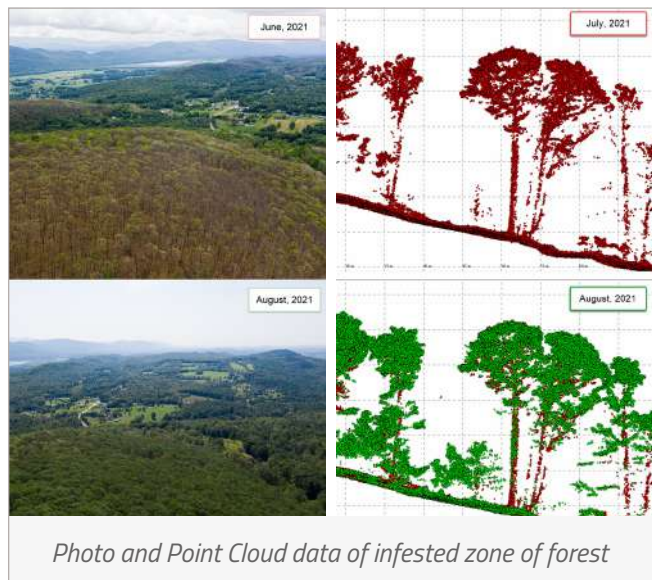 June, 2021
July, 2021
August, 2021
August, 2021
Photo and Point Cloud data of infested zone of forest